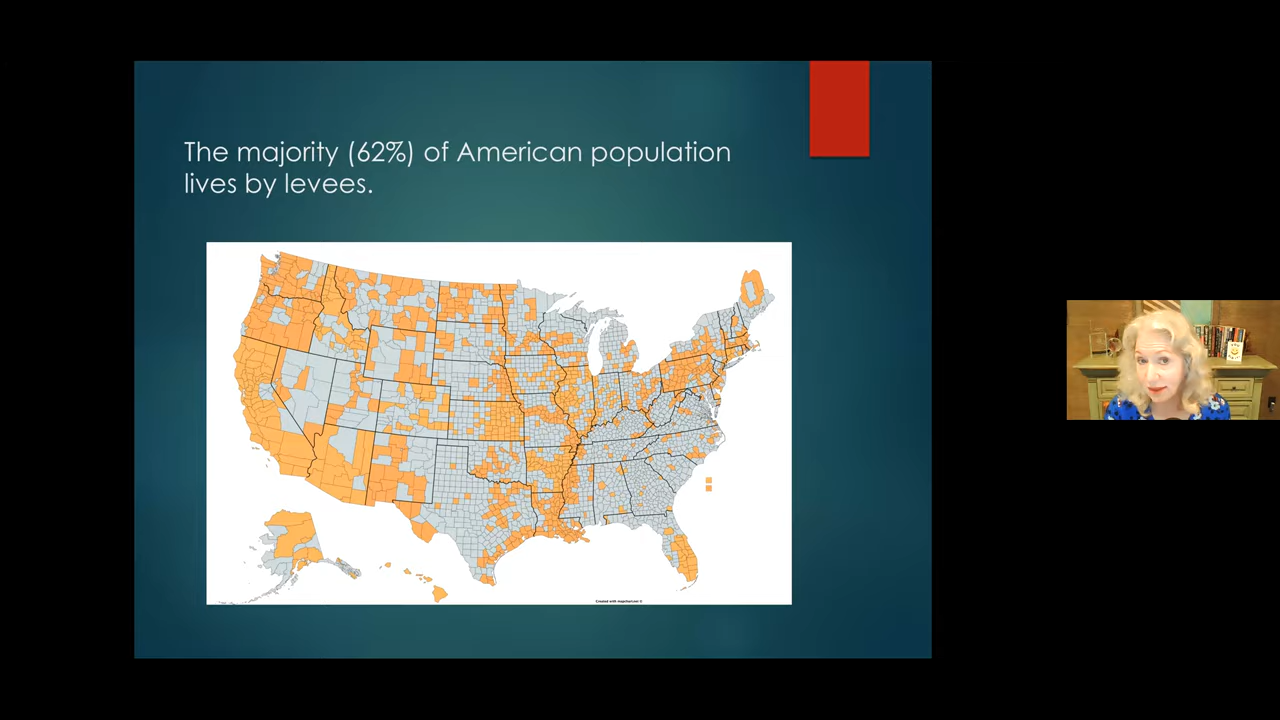 The majority (62%) of American population
lives by levees.
Created with mapchart.net ©